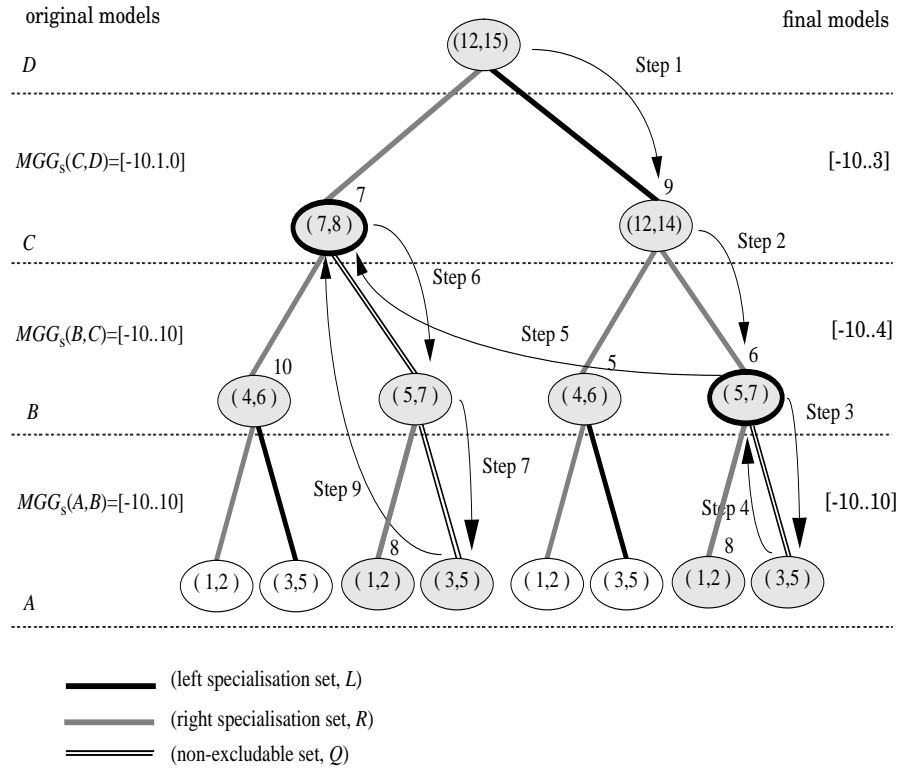 original models
final models
(12,15)
Step 1
D
MGGs(C,D)=[-10.1.0]
[-10..3]
7
9
( 7,8 )
(12,14)
Step 2
C
Step 6
MGGs(B,C)=[-10..10]
Step 5
[-10..4]
10
5
6
( 4,6 )
( 5,7 )
( 4,6 )
( 5,7 )
Step 3
B
Step 7
Step 9
MGGs(A,B)=[-10..10]
Step 4
[-10..10]
8
8
( 1,2 )
( 3,5 )
( 1,2 )
( 3,5 )
( 1,2 )
( 3,5 )
( 1,2 )
( 3,5 )
A
(left specialisation set, L)
(right specialisation set, R)
(non-excludable set, Q)